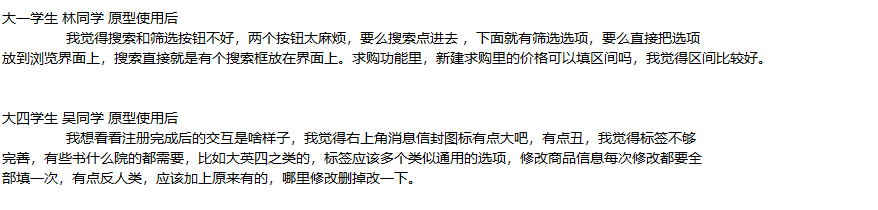 大一学生 林同学 原型使用后
我觉得搜索和筛选按钮不好，两个按钮太麻烦，要么搜索点进去 ，下面就有筛选选项，要么直接把选项
放到浏览界面上，搜索直接就是有个搜索框放在界面上。求购功能里，新建求购里的价格可以填区间吗，我觉得区间比较好。
大四学生 吴同学 原型使用后
我想看看注册完成后的交互是啥样子，我觉得右上角消息信封图标有点大吧，有点丑，我觉得标签不够
完善，有些书什么院的都需要，比如大英四之类的，标签应该多个类似通用的选项，修改商品信息每次修改都要全
部填一次，有点反人类，应该加上原来有的，哪里修改删掉改一下。